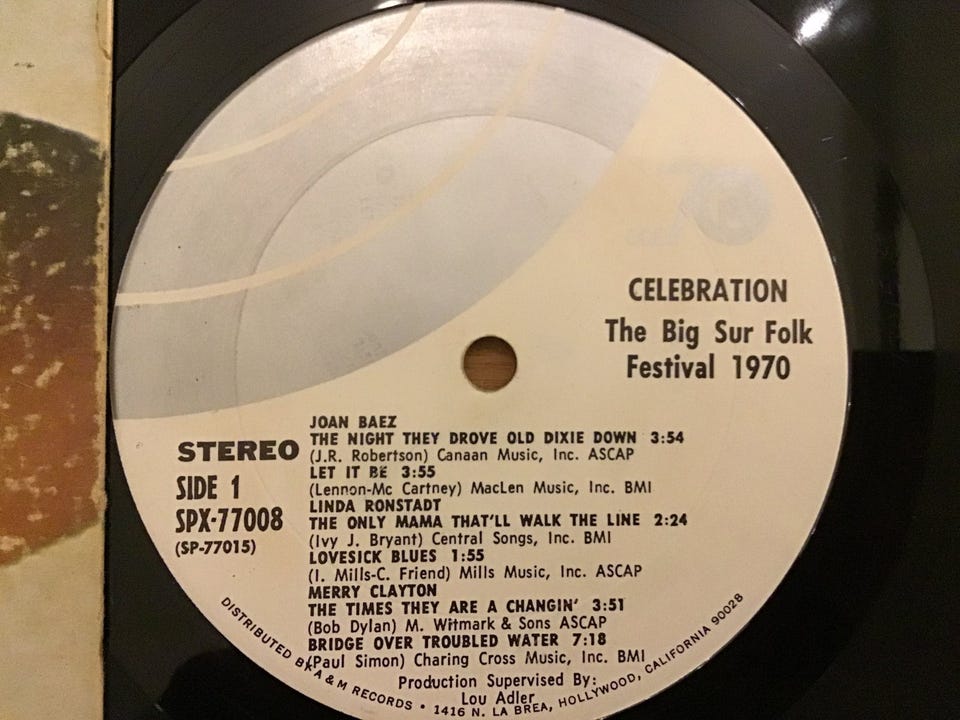 CELEBRATION
The Big Sur Folk
Festival 1970
STEREO
SIDE 1
SPX-77008
(SP-77015)
JOAN BAEZ
THE NIGHT THEY DROVE OLD DIXIE DOWN 3:54
(J.R. Robertson) Canaan Music, Inc. ASCAP
LET IT BE 3:55
(Lennon-Mc Cartney) MacLen Music, Inc. BMI
LINDA RONSTADT
THE ONLY MAMA THAT'LL WALK THE LINE 2:24
(Ivy J. Bryant) Central Songs, Inc. BMI
LOVESICK BLUES 1:55
(I. Mills-C. Friend) Mills Music, Inc. ASCAP
MERRY CLAYTON
THE TIMES THEY ARE A CHANGIN' 3:51
(Bob Dylan) M. Witmark & Sons ASCAP
BRIDGE OVER TROUBLED WATER 7:18
(Paul Simon) Charing Cross Music, Inc. BMI
Production Supervised By:
Lou Adler
DISTRIBUTED BY A & M RECORDS • 1416 N. LA BREA, HOLLYWOOD, CALIFORNIA 90028